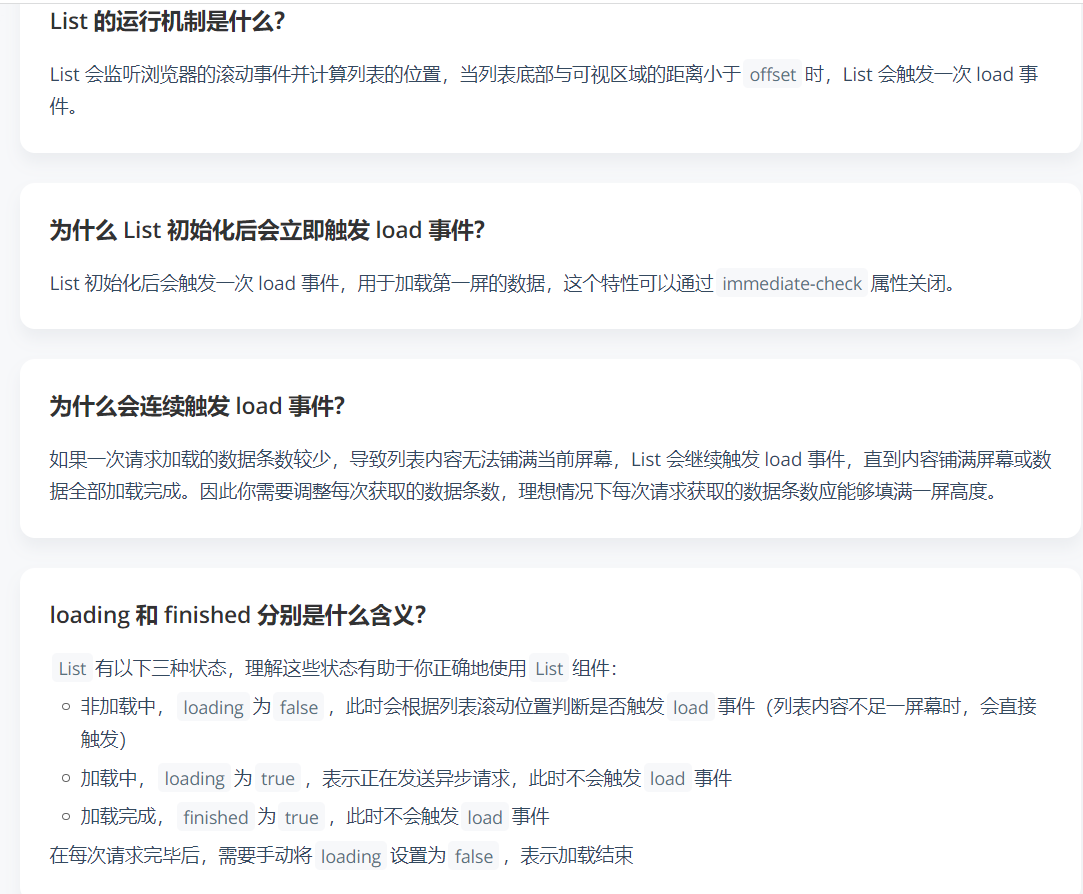 List 的运行机制是什么？
List 会监听浏览器的滚动事件并计算列表的位置，当列表底部与可视区域的距离小于 offset 时，List 会触发一次 load 事
件。
为什么 List 初始化后会立即触发 load 事件？
List 初始化后会触发一次 load 事件，用于加载第一屏的数据，这个特性可以通过 immediate-check 属性关闭。
为什么会连续触发 load 事件？
如果一次请求加载的数据条数较少，导致列表内容无法铺满当前屏幕，List 会继续触发 load 事件，直到内容铺满屏幕或数
据全部加载完成。因此你需要调整每次获取的数据条数，理想情况下每次请求获取的数据条数应能够填满一屏高度。
loading 和 finished 分别是什么含义？
List 有以下三种状态，理解这些状态有助于你正确地使用 List 组件：
非加载中， loading 为 false ，此时会根据列表滚动位置判断是否触发 load 事件（列表内容不足一屏幕时，会直接
触发）
加载中， loading 为 true ，表示正在发送异步请求，此时不会触发 load 事件
加载完成， finished 为 true ，此时不会触发 load 事件
在每次请求完毕后，需要手动将 loading 设置为 false ，表示加载结束